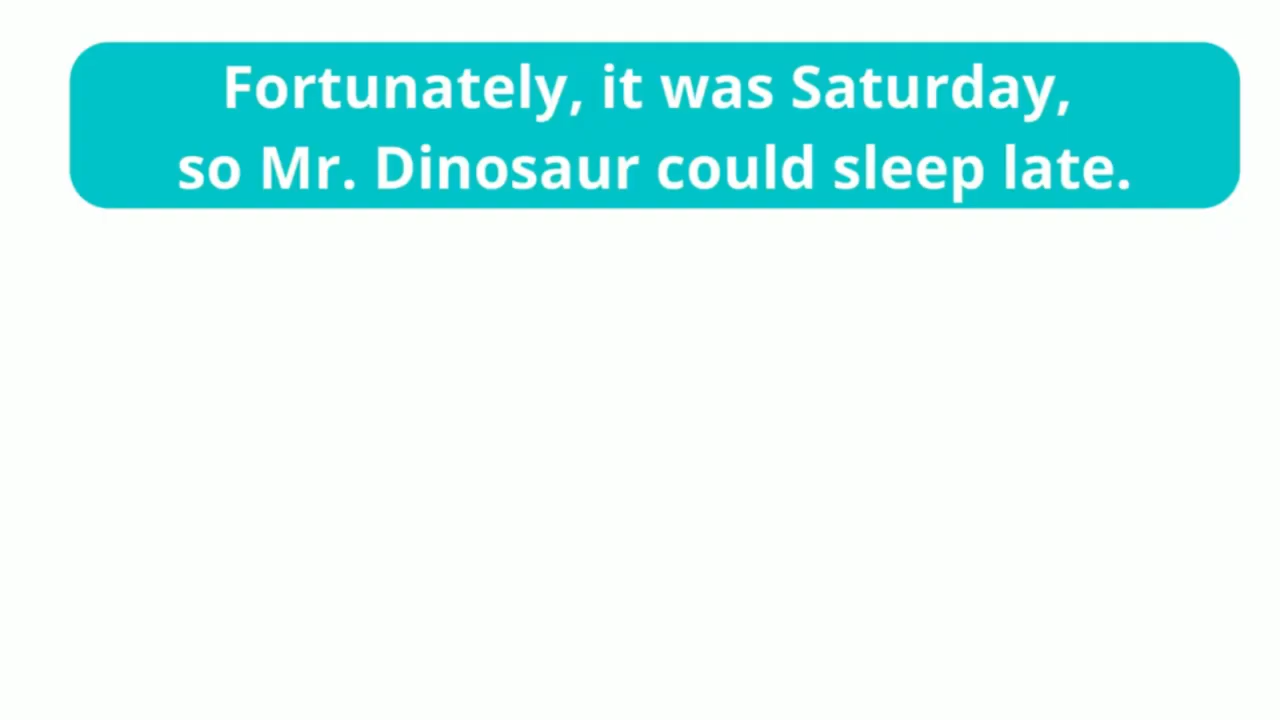 Fortunately, it was Saturday,
so Mr. Dinosaur could sleep late.